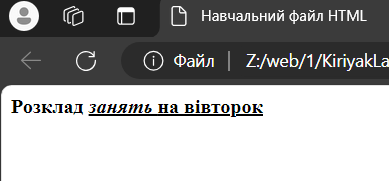 Навчальний файл HTML
Файл
Z:/web/1/KiriyakLa
Розклад занять на вівторок